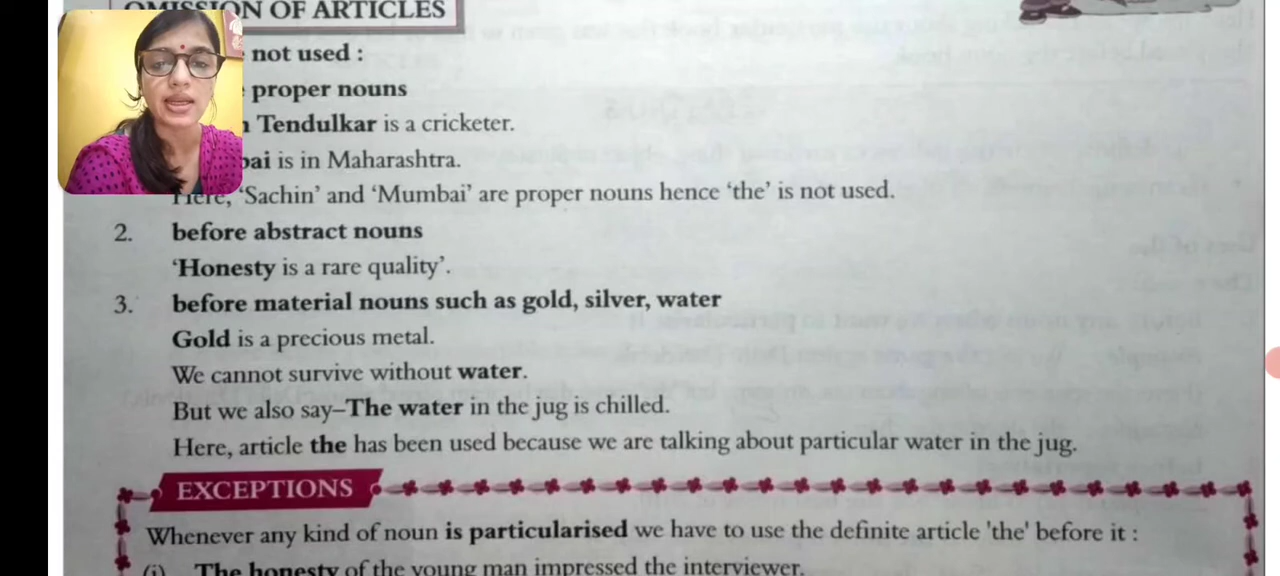 OMISSION OF ARTICLES
not used :
proper nouns
Tendulkar is a cricketer.
bai is in Maharashtra.
Here, 'Sachin' and 'Mumbai' are proper nouns hence 'the' is not used.
2. before abstract nouns
'Honesty is a rare quality'.
3. before material nouns such as gold, silver, water
Gold is a precious metal.
We cannot survive without water.
But we also say–The water in the jug is chilled.
Here, article the has been used because we are talking about particular water in the jug.
EXCEPTIONS
Whenever any kind of noun is particularised we have to use the definite article 'the' before it :
(i) The honesty of the young man impressed the interviewer.